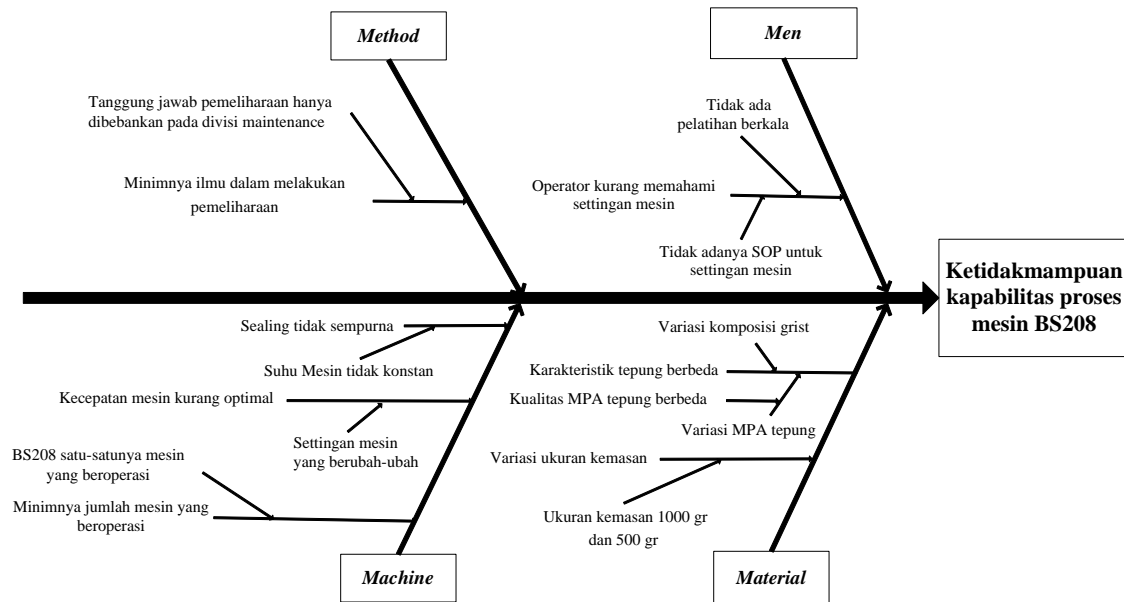 Method
Men
Tanggung jawab pemeliharaan hanya
dibebankan pada divisi maintenance
Minimnya ilmu dalam melakukan
pemeliharaan
Tidak ada
pelatihan berkala
Operator kurang memahami
settingan mesin
Tidak adanya SOP untuk
settingan mesin
Ketidakmampuan
kapabilitas proses
mesin BS208
Sealing tidak sempurna
Suhu Mesin tidak konstan
Kecepatan mesin kurang optimal
Settingan mesin
yang berubah-ubah
BS208 satu-satunya mesin
yang beroperasi
Minimnya jumlah mesin yang
beroperasi
Variasi komposisi grist
Karakteristik tepung berbeda
Kualitas MPA tepung berbeda
Variasi MPA tepung
Variasi ukuran kemasan
Ukuran kemasan 1000 gr
dan 500 gr
Machine
Material